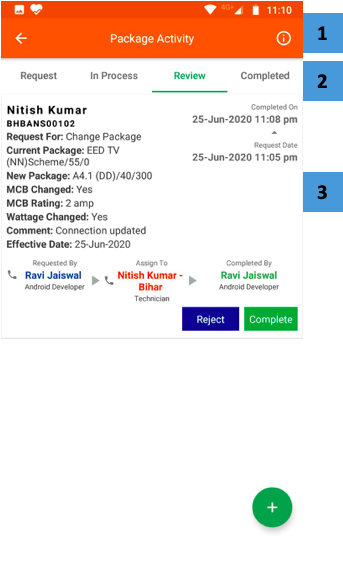 4G+ 11:10
Package Activity
1
Request In Process Review Completed
2
Nitish Kumar
BHBANS00102
Completed On
25-Jun-2020 11:08 pm
Request Date
25-Jun-2020 11:05 pm
Request For: Change Package
Current Package: EED TV
(NN)Scheme/55/0
New Package: A4.1 (DD)/40/300
MCB Changed: Yes
MCB Rating: 2 amp
Wattage Changed: Yes
Comment: Connection updated
Effective Date: 25-Jun-2020
3
Requested By
Ravi Jaiswal
Android Developer
Assign To
Nitish Kumar -
Bihar
Technician
Completed By
Ravi Jaiswal
Android Developer
Reject Complete
+